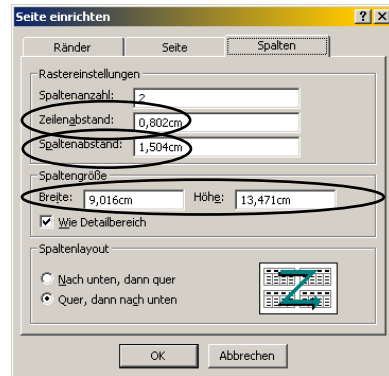 Seite einrichten
Ränder Seite Spalten
Rastereinstellungen
Spaltenanzahl: 2
Zeilenabstand: 0,802cm
Spaltenabstand: 1,504cm
Spaltengröße
Breite: 9,016cm Höhe: 13,471cm
Wie Detailbereich
Spaltenlayout
Nach unten, dann quer
Quer, dann nach unten
OK Abbrechen